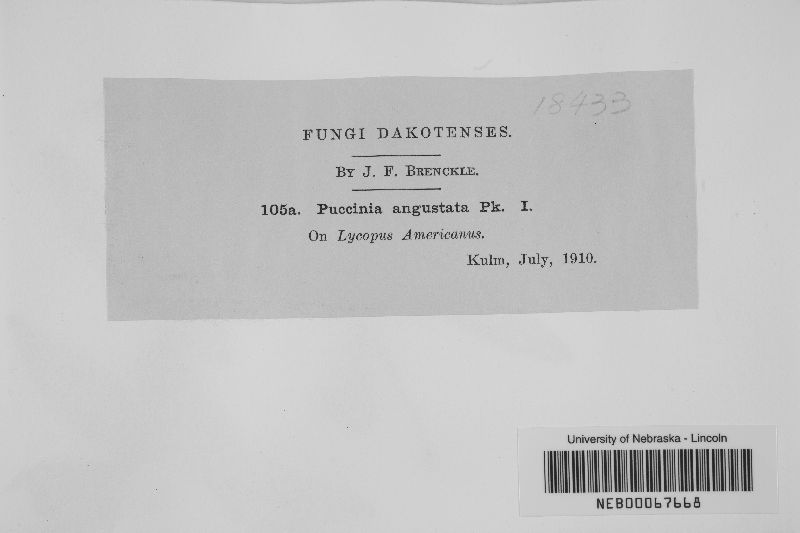 18433
FUNGI DAKOTENSES.
BY J. F. BRENCKLE.
105a. Puccinia angustata Pk. I.
On Lycopus Americanus.
Kulm, July, 1910.
University of Nebraska - Lincoln
NEB00067668